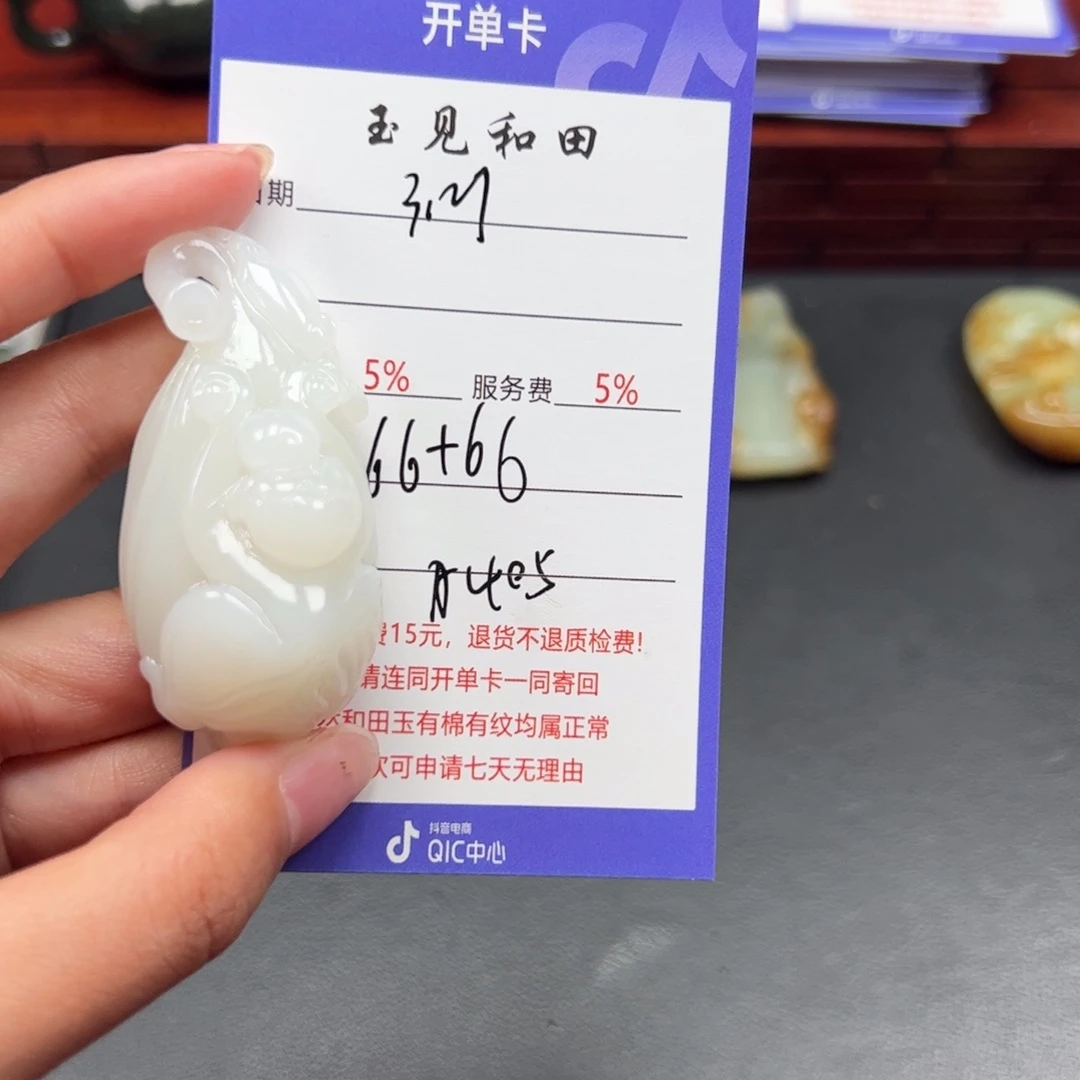 开单卡
玉见和田
期
5% 服务费 5%
66+66
费15元，退货不退质检费!
请连同开单卡一同寄回
和田玉有棉有纹均属正常
次可申请七天无理由
抖音电商
QIC中心